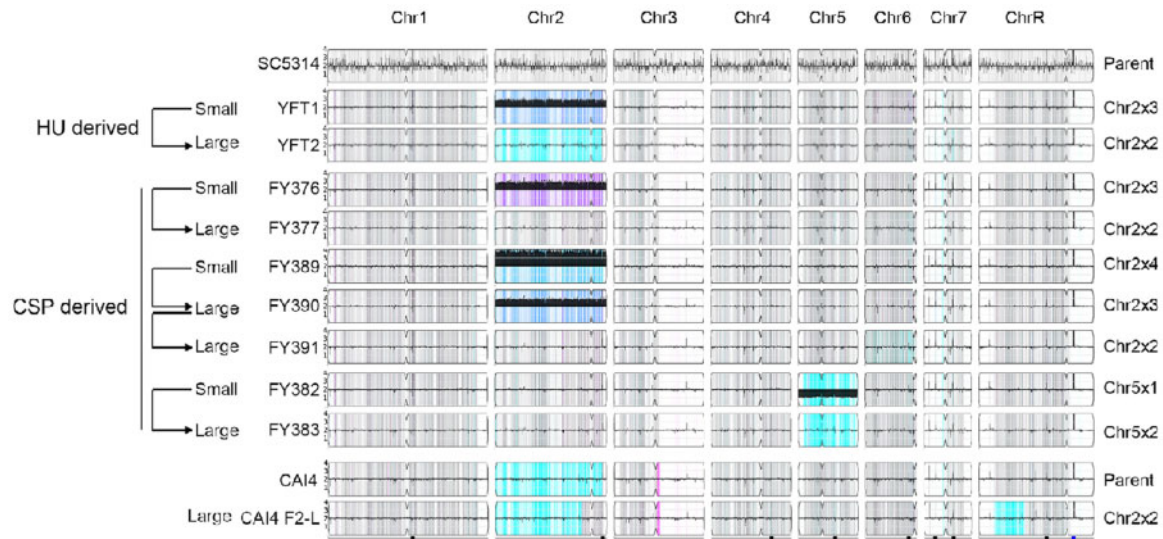 Chr1 Chr2 Chr3 Chr4 Chr5 Chr6 Chr7 ChrR
SC5314 Parent
HU derived
Small YFT1 Chr2x3
Large YFT2 Chr2x2
CSP derived
Small FY376 Chr2x3
Large FY377 Chr2x2
Small FY389 Chr2x4
Large FY390 Chr2x3
Large FY391 Chr2x2
Small FY382 Chr5x1
Large FY383 Chr5x2
CAI4 Parent
Large CAI4 F2-L Chr2x2